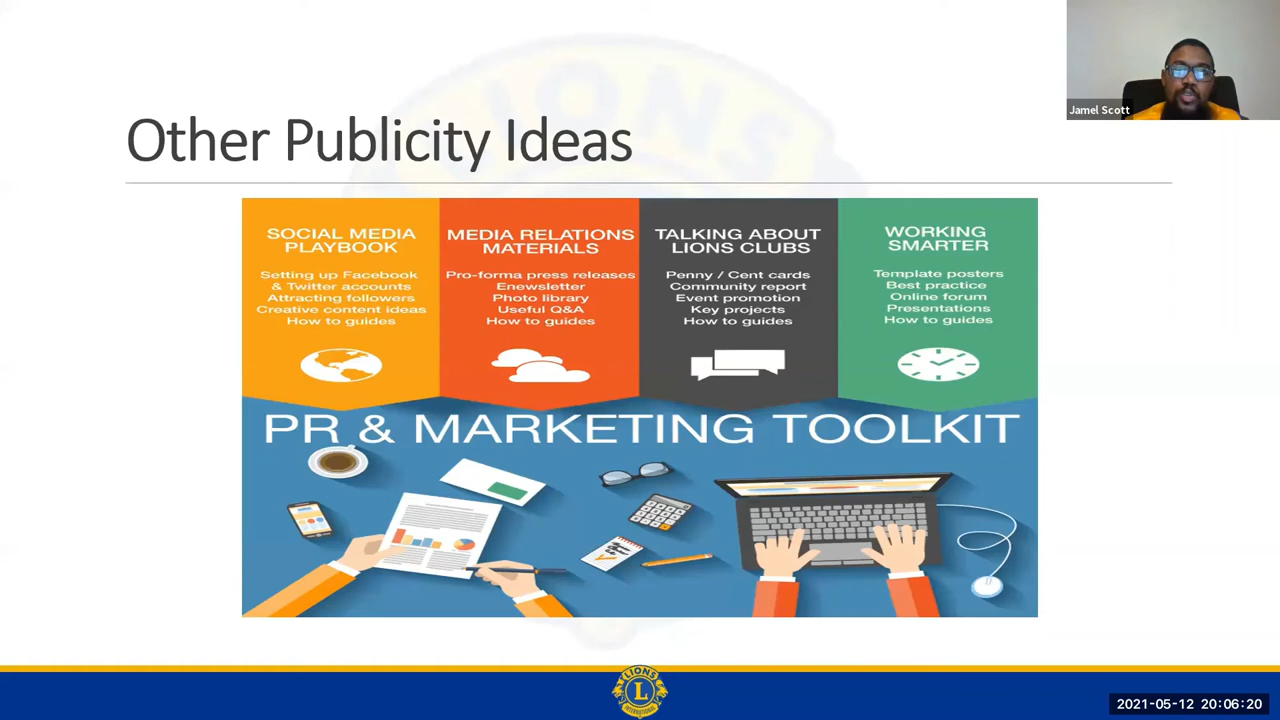 Jamel Scott
Other Publicity Ideas
SOCIAL MEDIA
PLAYBOOK
Setting up Facebook
& Twitter accounts
Attracting followers
Creative content ideas
How to guides
MEDIA RELATIONS
MATERIALS
Pro-forma press releases
Enewsletter
Photo library
Useful Q&A
How to guides
TALKING ABOUT
LIONS CLUBS
Penny / Cent cards
Community report
Event promotion
Key projects
How to guides
WORKING
SMARTER
Template posters
Best practice
Online forum
Presentations
How to guides
PR & MARKETING TOOLKIT
LIONS
L
INTERNATIONAL
2021-05-12 20:06:20